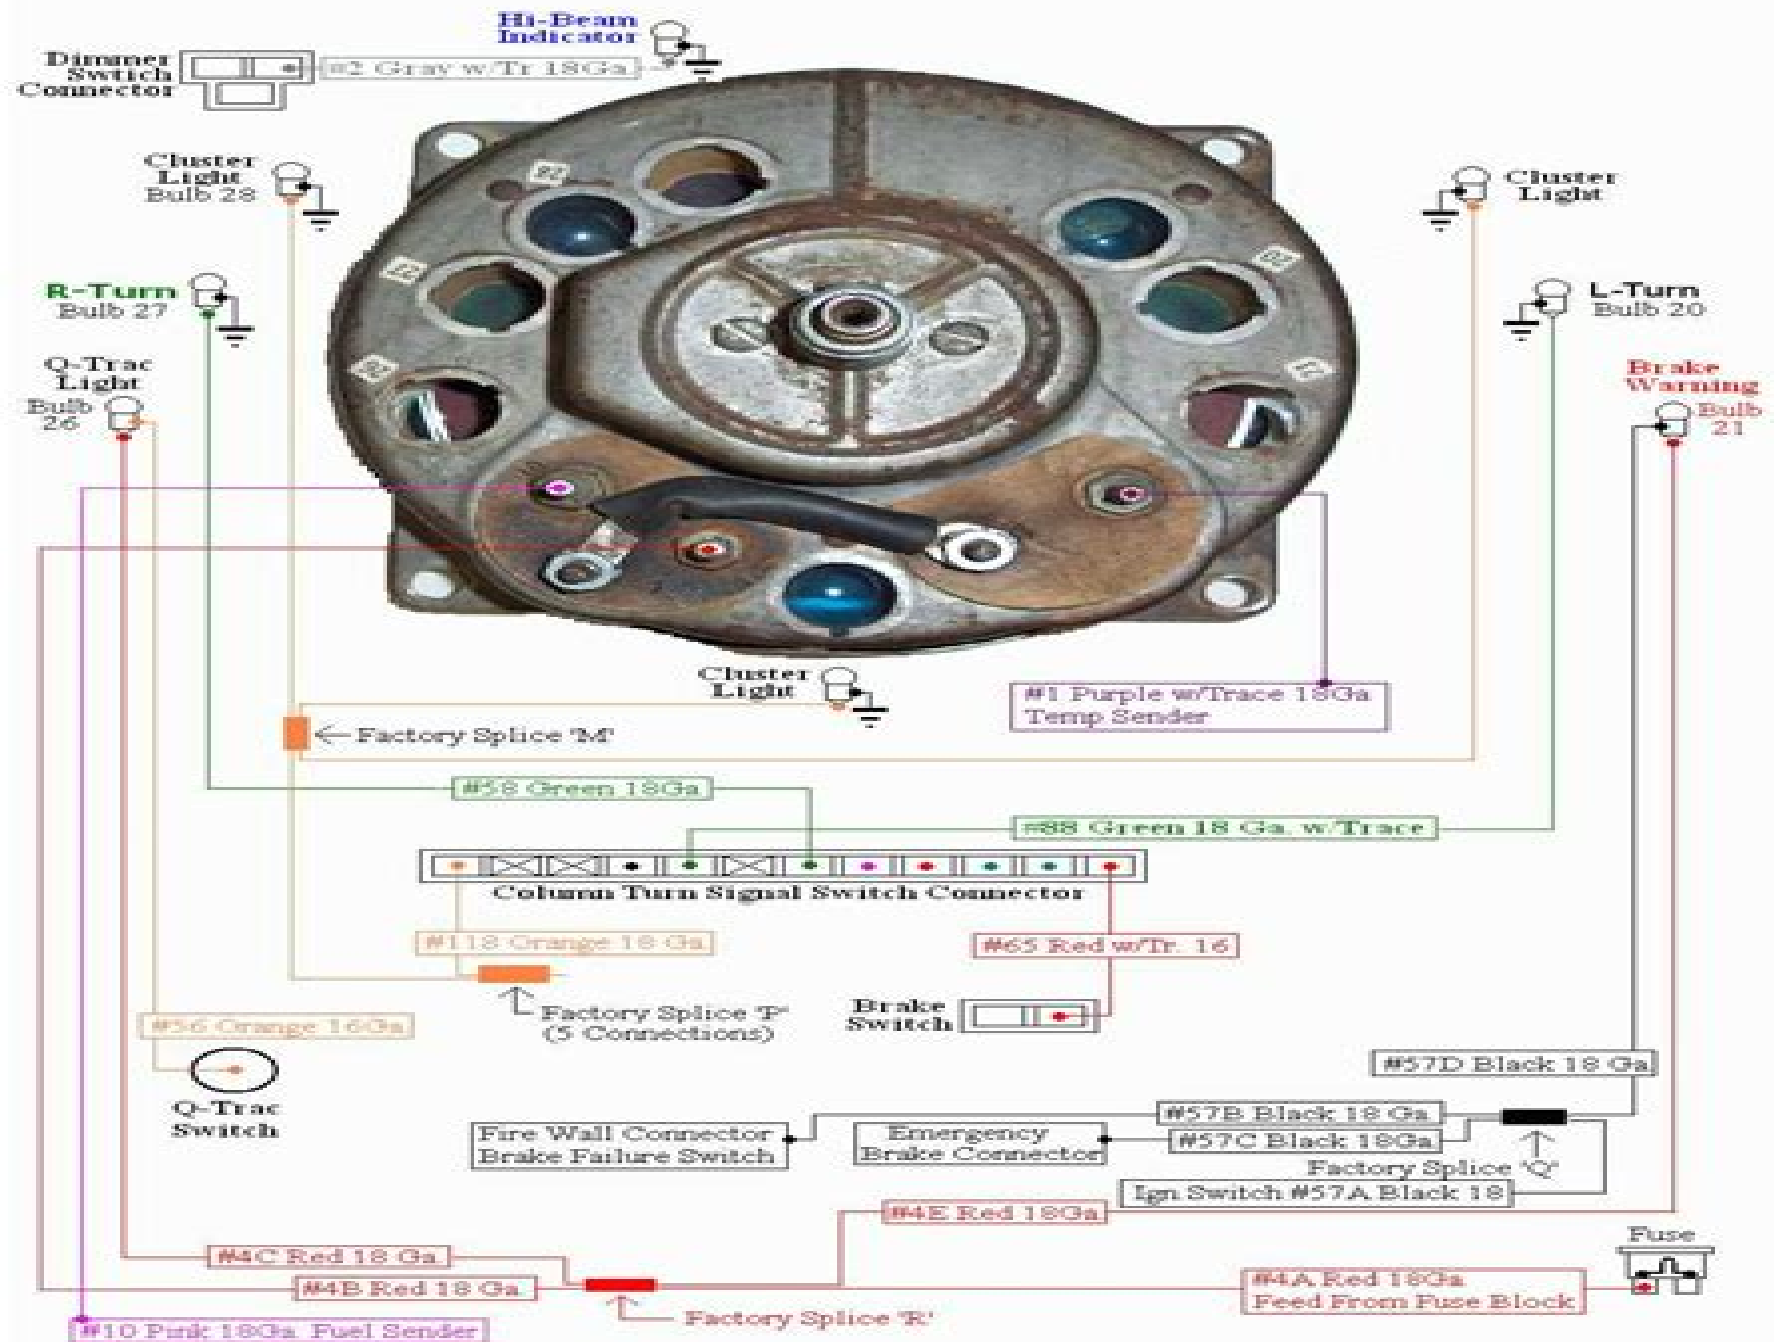 Hi-Beam
Indicator
Dimmer
Swtich
Connector
#2 Gray w/Tr 18Ga
Cluster
Light
Bulb 28
Cluster
Light
R-Turn
Bulb 27
L-Turn
Bulb 20
Q-Trac
Light
Bulb
26
Brake
Warning
Bulb
21
28
27
26
20
21
Cluster
Light
#1 Purple w/Trace 18Ga
Temp Sender
Factory Splice 'M'
#58 Green 18Ga
#88 Green 18 Ga. w/Trace
Column Turn Signal Switch Connector
#118 Orange 18 Ga
#65 Red w/Tr. 16
Factory Splice 'P'
(5 Connections)
Brake
Switch
#56 Orange 16Ga
Q-Trac
Switch
#57D Black 18 Ga
#57B Black 18 Ga.
Fire Wall Connector
Brake Failure Switch
Emergency
Brake Connector
#57C Black 18Ga
Factory Splice 'Q'
Ign Switch #57A Black 18
#4E Red 18Ga
Fuse
#4C Red 18 Ga
#4B Red 18 Ga.
#4A Red 18Ga
Feed From Fuse Block
Factory Splice 'R'
#10 Pink 18Ga. Fuel Sender